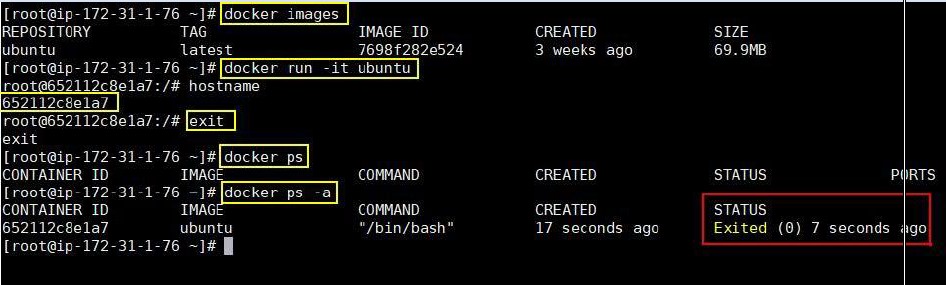 [root@ip-172-31-1-76 ~]# docker images
REPOSITORY TAG IMAGE ID CREATED SIZE
ubuntu latest 7698f282e524 3 weeks ago 69.9MB
[root@ip-172-31-1-76 ~]# docker run -it ubuntu
root@652112c8e1a7:/# hostname
652112c8e1a7
root@652112c8e1a7:/# exit
exit
[root@ip-172-31-1-76 ~]# docker ps
CONTAINER ID IMAGE COMMAND CREATED STATUS PORTS
[root@ip-172-31-1-76 ~]# docker ps -a
CONTAINER ID IMAGE COMMAND CREATED STATUS
652112c8e1a7 ubuntu "/bin/bash" 17 seconds ago Exited (0) 7 seconds ago
[root@ip-172-31-1-76 ~]#